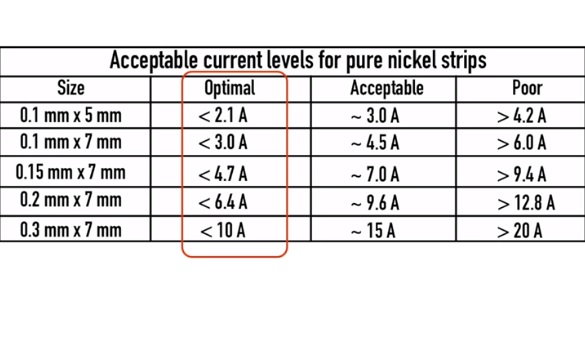 Acceptable current levels for pure nickel strips
Size Optimal Acceptable Poor
0.1 mm x 5 mm < 2.1 A ~ 3.0 A > 4.2 A
0.1 mm x 7 mm < 3.0 A ~ 4.5 A > 6.0 A
0.15 mm x 7 mm < 4.7 A ~ 7.0 A > 9.4 A
0.2 mm x 7 mm < 6.4 A ~ 9.6 A > 12.8 A
0.3 mm x 7 mm < 10 A ~ 15 A > 20 A